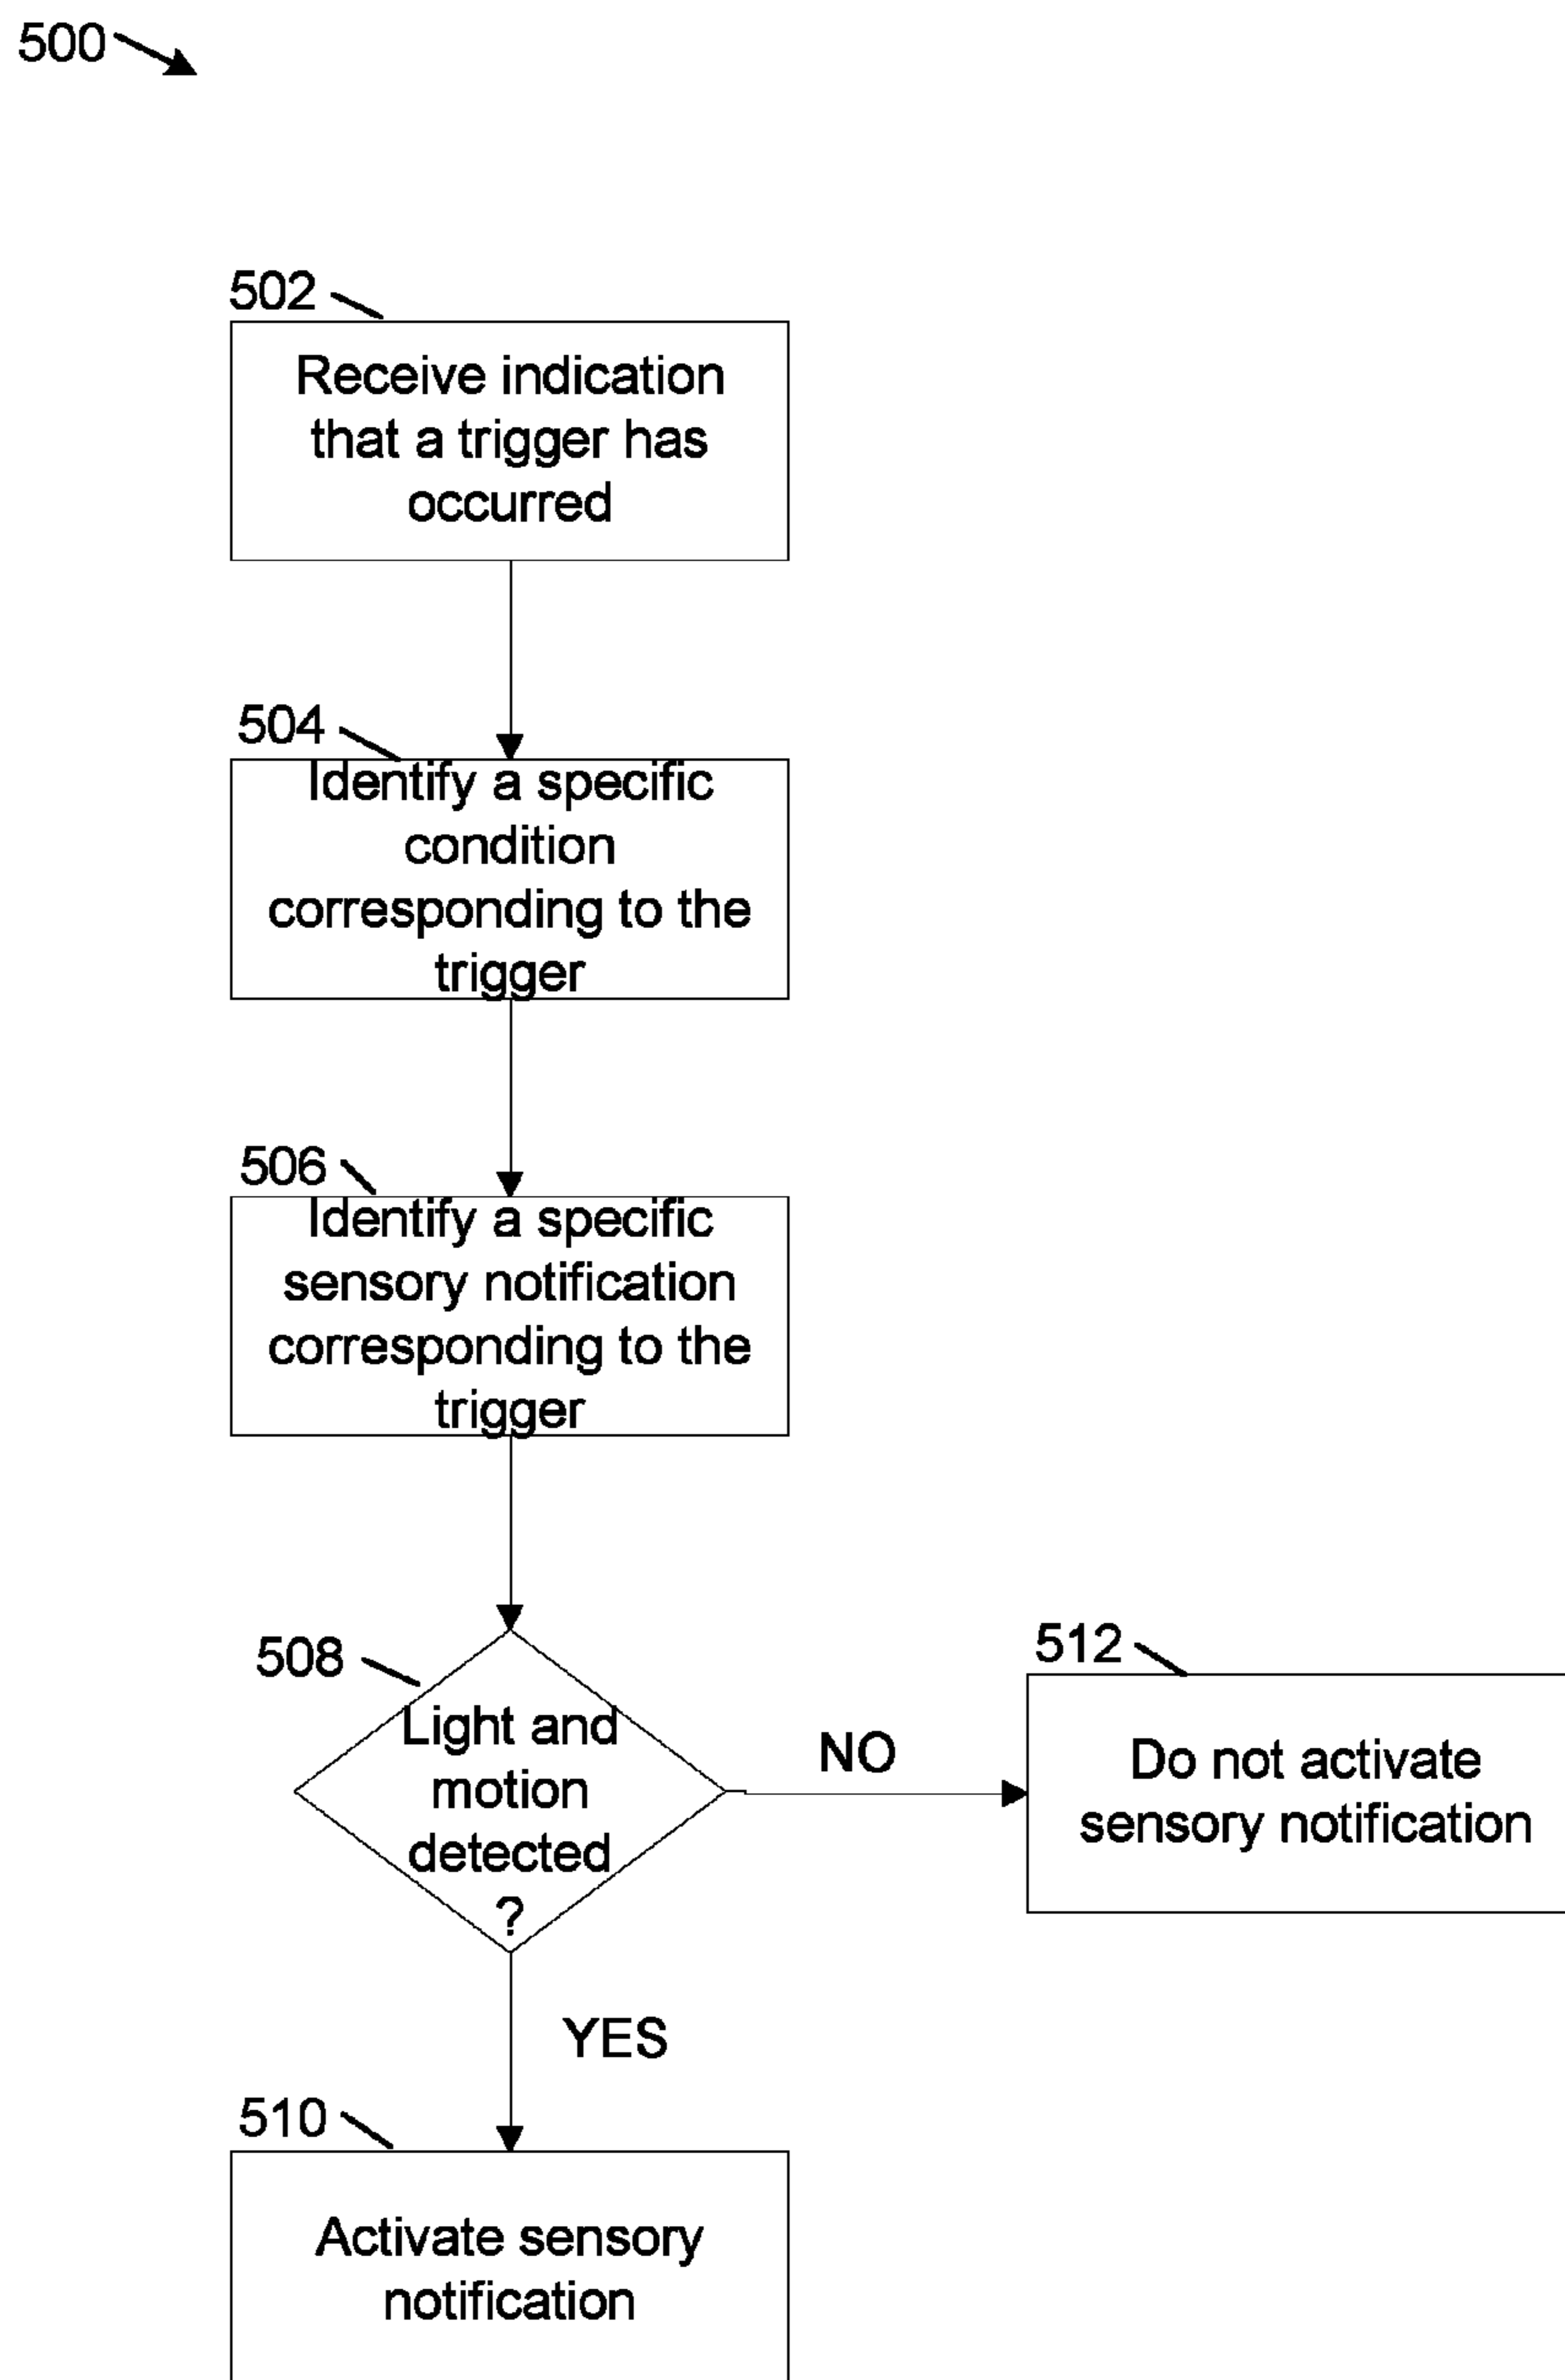 500
502
Receive indication
that a trigger has
occurred
504
Identify a specific
condition
corresponding to the
trigger
506
Identify a specific
sensory notification
corresponding to the
trigger
508
Light and
motion
detected
?
NO
512
Do not activate
sensory notification
YES
510
Activate sensory
notification